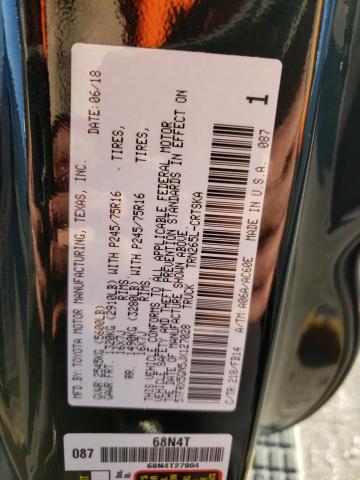 MFD. BY: TOYOTA MOTOR MANUFACTURING, TEXAS, INC.
DATE: 06/18
GVWR: 2545KG (5600LB)
GAWR: FRT. 1320KG (2910LB) WITH P245/75R16 TIRES,
16X7J RIMS
RR. 1490KG (3280LB) WITH P245/75R16 TIRES,
16X7J RIMS
THIS VEHICLE CONFORMS TO ALL APPLICABLE FEDERAL MOTOR
VEHICLE SAFETY AND THEFT PREVENTION STANDARDS IN EFFECT ON
THE DATE OF MANUFACTURE SHOWN ABOVE
TRUCK TRN265L-CRTSKA
C/TR: 218/FB14 A/TM: A06A/AC60E MADE IN U.S.A. 087
1
087
68N4T
68N4T27904